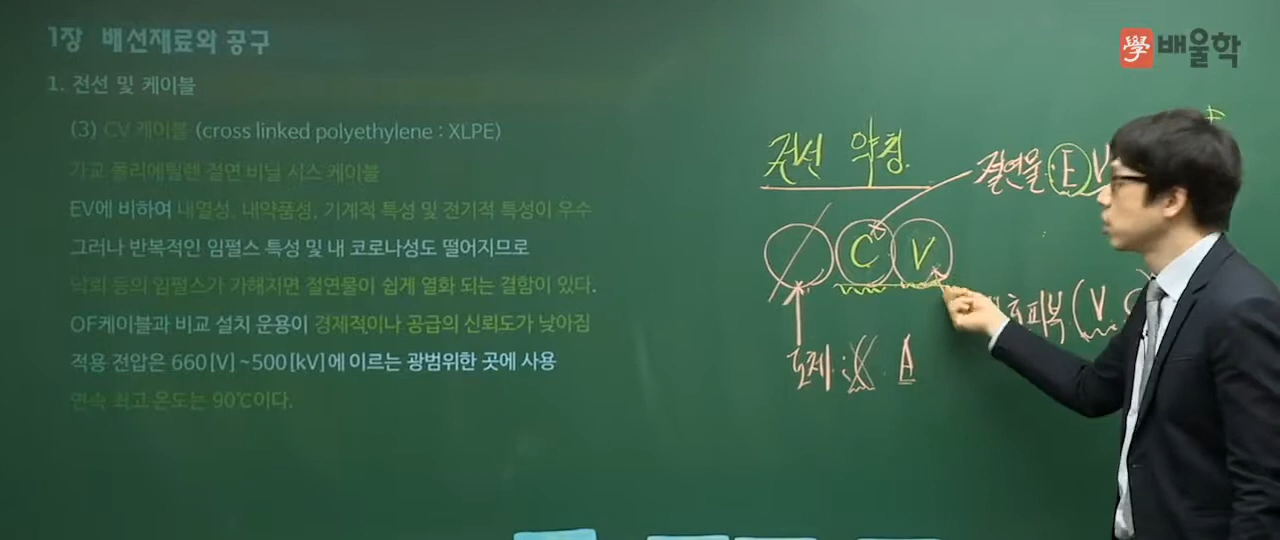 1장 배선재료와 공구
學 배울학
1. 전선 및 케이블
(3) CV 케이블 (cross linked polyethylene : XLPE)
가교 폴리에틸렌 절연 비닐 시스 케이블
EV에 비하여 내열성, 내약품성, 기계적 특성 및 전기적 특성이 우수
그러나 반복적인 임펄스 특성 및 내 코로나성도 떨어지므로
낙뢰 등의 임펄스가 가해지면 절연물이 쉽게 열화 되는 결함이 있다.
OF케이블과 비교 설치 운용이 경제적이나 공급의 신뢰도가 낮아짐
적용 전압은 660[V] ~500[kV]에 이르는 광범위한 곳에 사용
연속 최고 온도는 90℃이다.
전선 약칭.
절연물 : E V
C V
피복 (V. C
도체 : X A